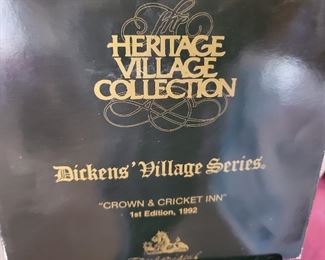 The
HERITAGE
VILLAGE
COLLECTION
Dickens' Village Series®
"CROWN & CRICKET INN"
1st Edition, 1992